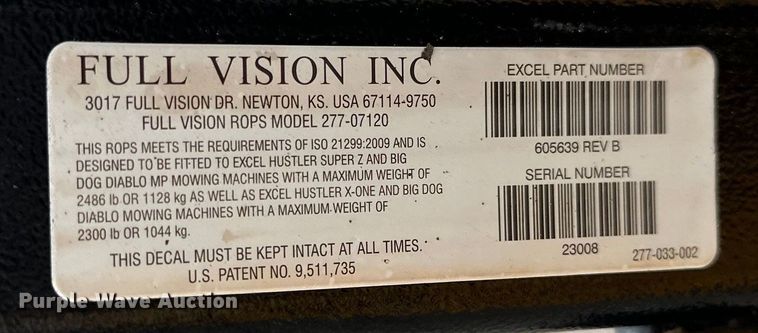 FULL VISION INC.
3017 FULL VISION DR. NEWTON, KS. USA 67114-9750
FULL VISION ROPS MODEL 277-07120
THIS ROPS MEETS THE REQUIREMENTS OF ISO 21299:2009 AND IS
DESIGNED TO BE FITTED TO EXCEL HUSTLER SUPER Z AND BIG
DOG DIABLO MP MOWING MACHINES WITH A MAXIMUM WEIGHT OF
2486 lb OR 1128 kg AS WELL AS EXCEL HUSTLER X-ONE AND BIG DOG
DIABLO MOWING MACHINES WITH A MAXIMUM WEIGHT OF
2300 lb OR 1044 kg.
THIS DECAL MUST BE KEPT INTACT AT ALL TIMES.
U.S. PATENT NO. 9,511,735
EXCEL PART NUMBER
605639 REV B
SERIAL NUMBER
23008
277-033-002
Purple Wave Auction